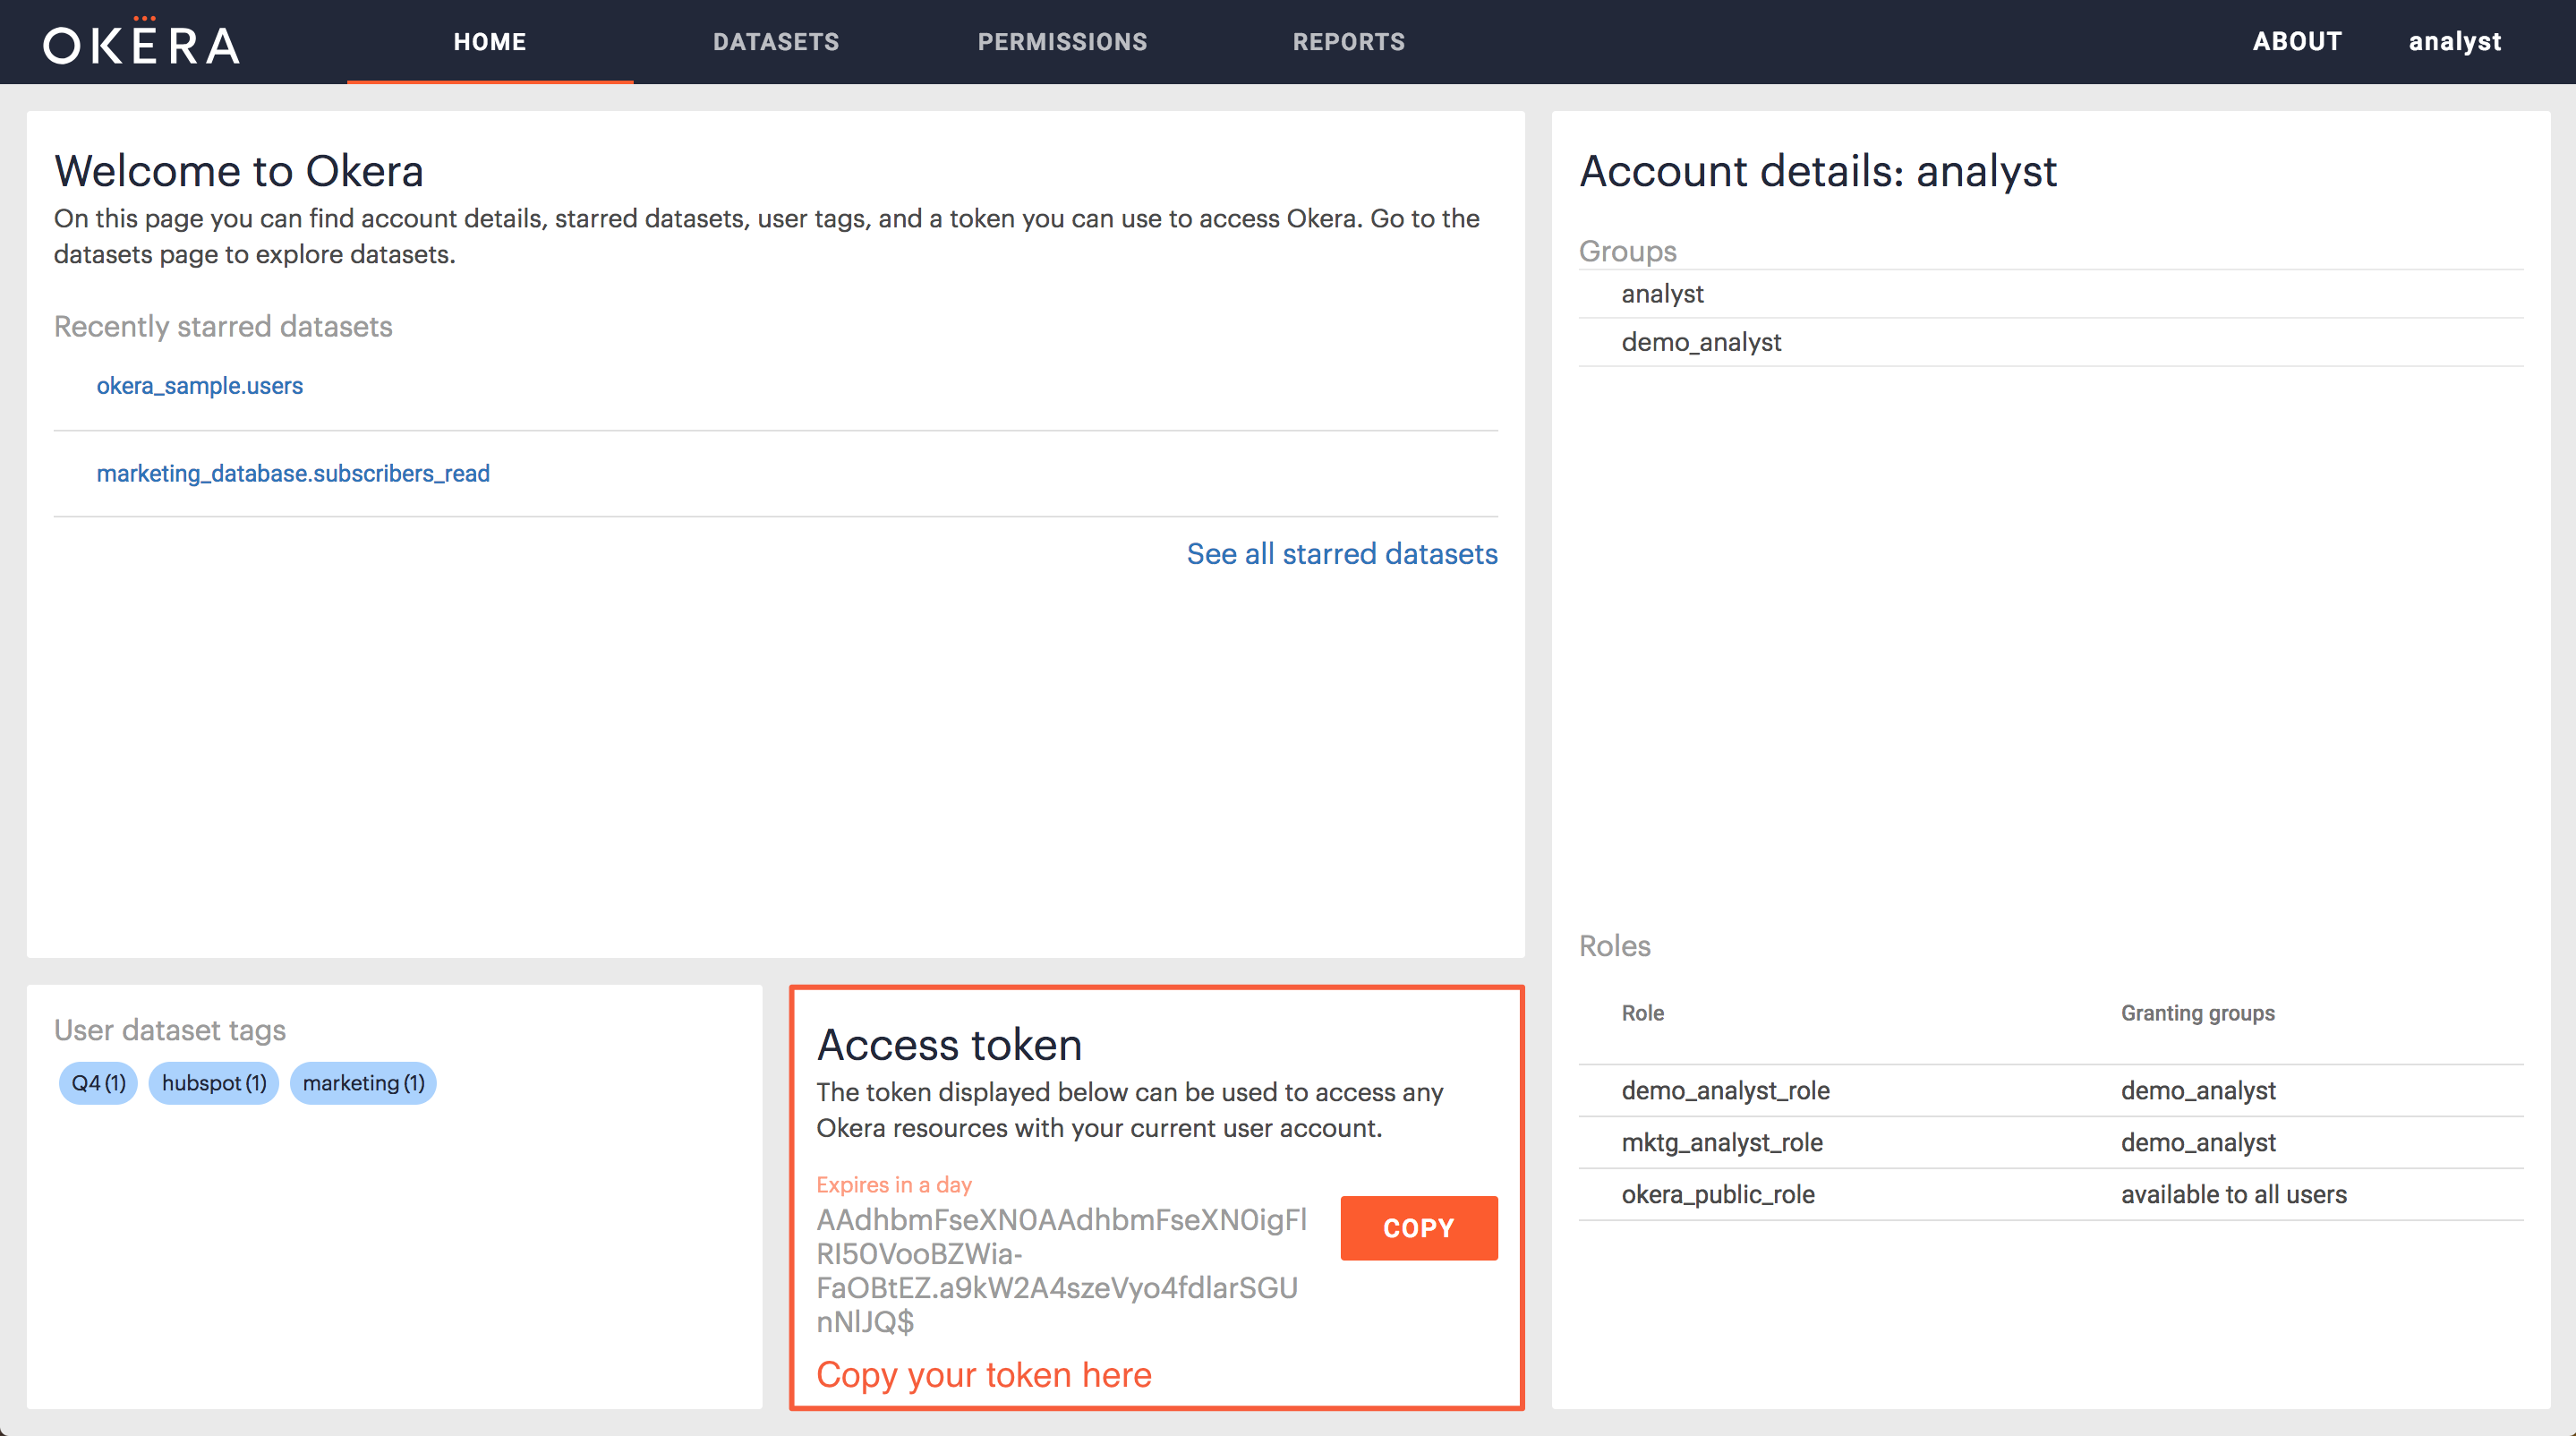 OKERA
HOME
DATASETS
PERMISSIONS
REPORTS
ABOUT
analyst
Welcome to Okera
On this page you can find account details, starred datasets, user tags, and a token you can use to access Okera. Go to the
datasets page to explore datasets.
Recently starred datasets
okera_sample.users
marketing_database.subscribers_read
See all starred datasets
User dataset tags
Q4 (1)
hubspot (1)
marketing (1)
Access token
The token displayed below can be used to access any
Okera resources with your current user account.
Expires in a day
AAdhbmFseXN0AAdhbmFseXN0igFl
RI50VooBZWia-
FaOBtEZ.a9kW2A4szeVyo4fdlarSGU
nNlJQ$
COPY
Copy your token here
Account details: analyst
Groups
analyst
demo_analyst
Roles
Role Granting groups
demo_analyst_role demo_analyst
mktg_analyst_role demo_analyst
okera_public_role available to all users